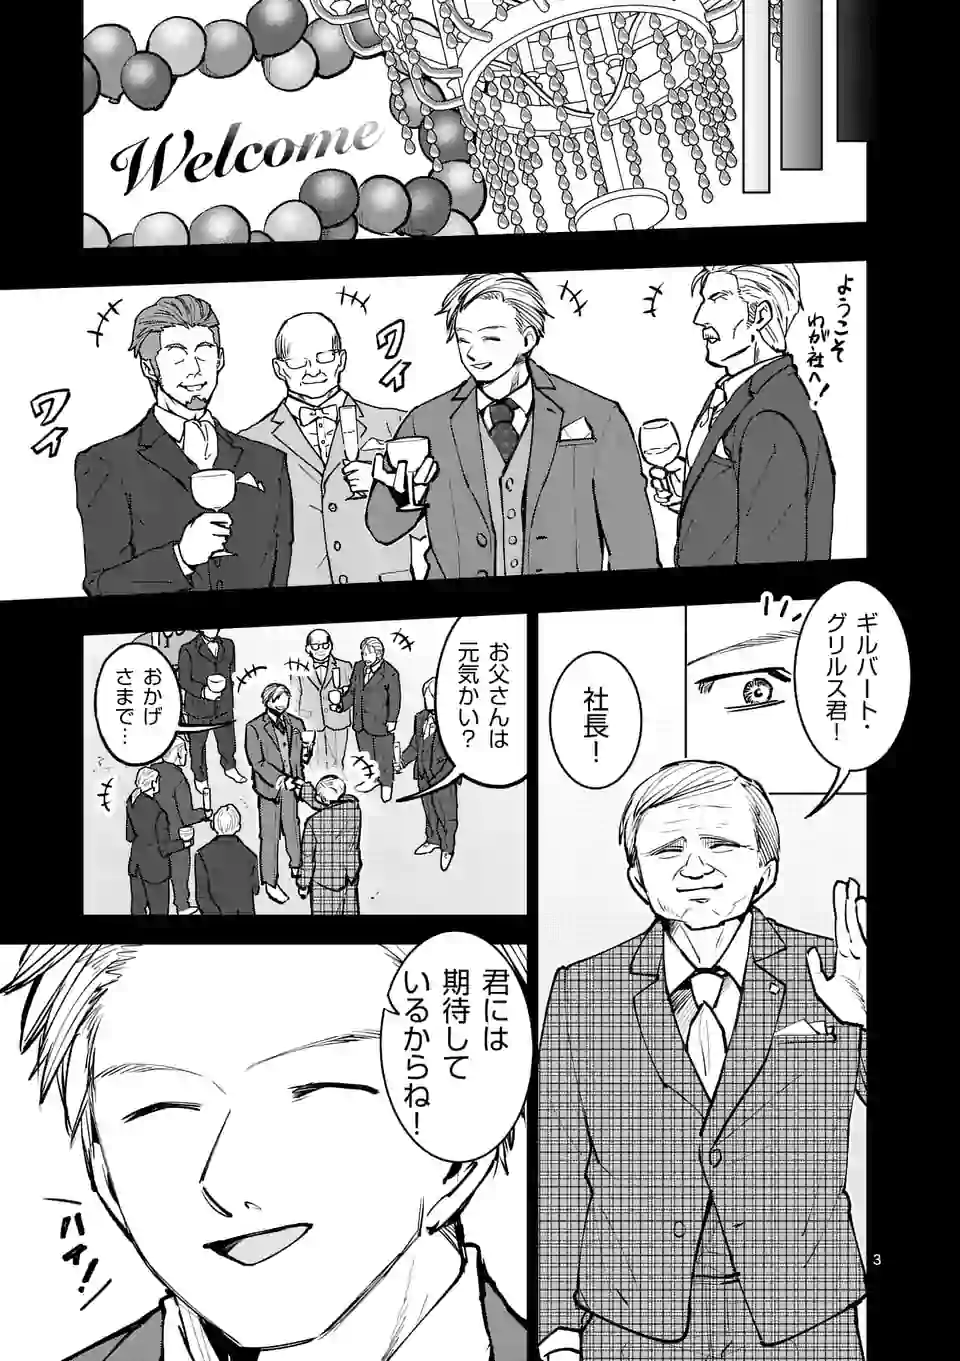 Welcome
ようこそ
わが社へ!
ワイ
ワイ
ギルバート・
グリルス君!
社長!
お父さんは
元気かい?
おかげ
さまで…
君には
期待して
いるからね!
ハイ!
3